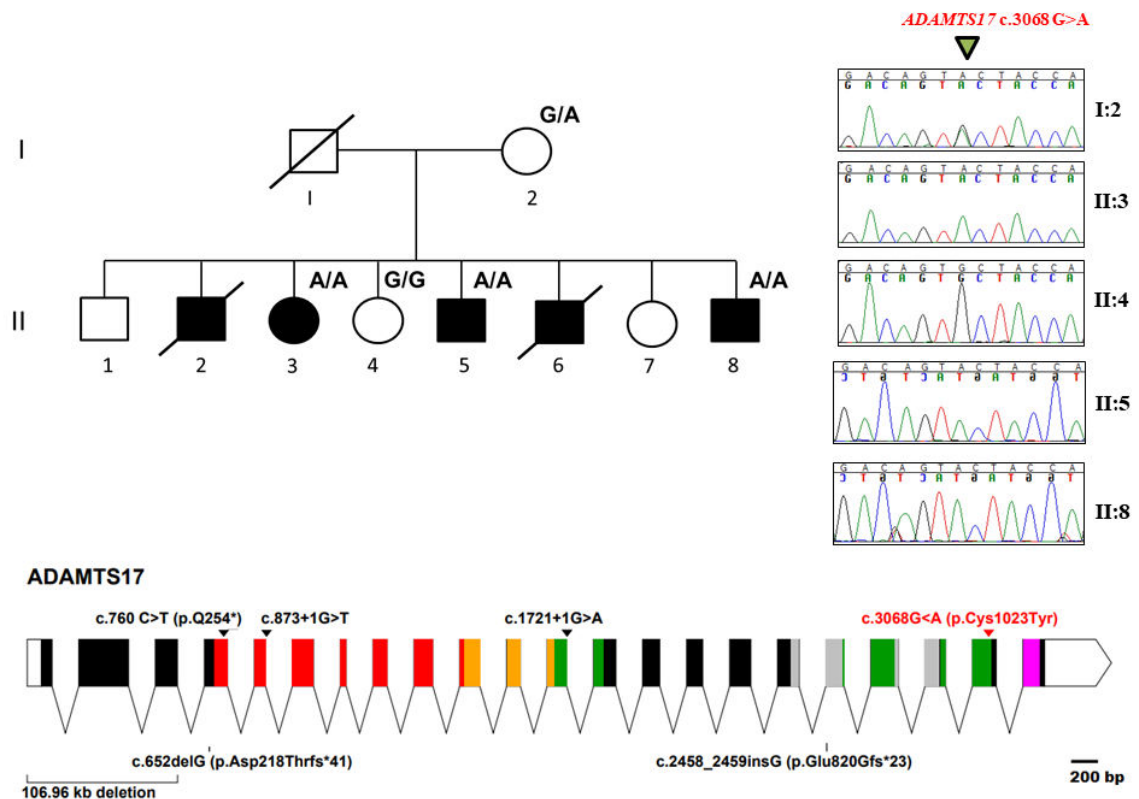 ADAMTS17 c.3068 G>A
I
G/A
I
2
II
A/A
G/G
A/A
A/A
1
2
3
4
5
6
7
8
G A C A G T A C T A C C A
G A C A G T A C T A C C A
I:2
G A C A G T A C T A C C A
G A C A G T A C T A C C A
II:3
G A C A G T G C T A C C A
G A C A G T G C T A C C A
II:4
G A C A G T A C T A C C A
C T G T C A T G A T G G T
II:5
G A C A G T A C T A C C A
C T G T C A T G A T G G T
II:8
ADAMTS17
c.760 C>T (p.Q254*)
c.873+1G>T
c.1721+1G>A
c.3068G<A (p.Cys1023Tyr)
c.652delG (p.Asp218Thrfs*41)
c.2458_2459insG (p.Glu820Gfs*23)
106.96 kb deletion
200 bp